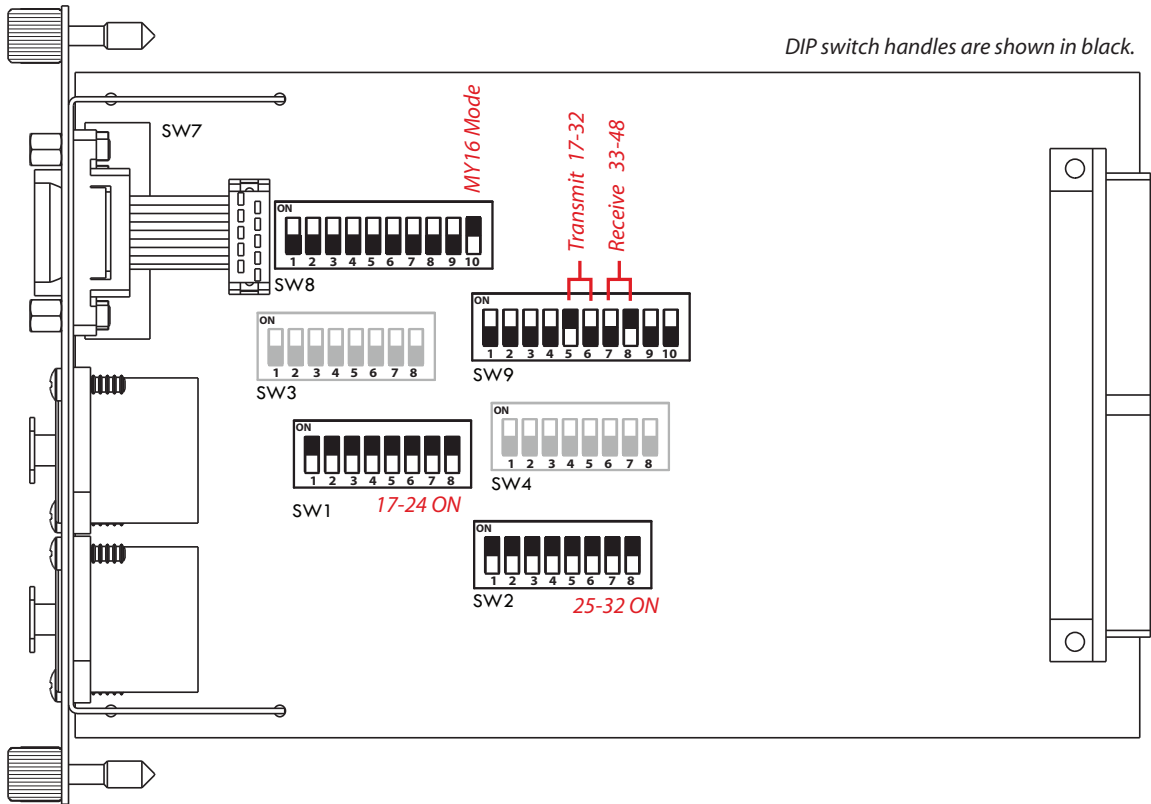 DIP switch handles are shown in black.
SW7
MY16 Mode
Transmit 17-32
Receive 33-48
ON
1 2 3 4 5 6 7 8 9 10
SW8
ON
1 2 3 4 5 6 7 8 9 10
SW9
ON
1 2 3 4 5 6 7 8
SW3
ON
1 2 3 4 5 6 7 8
SW4
ON
1 2 3 4 5 6 7 8
SW1
17-24 ON
ON
1 2 3 4 5 6 7 8
SW2
25-32 ON